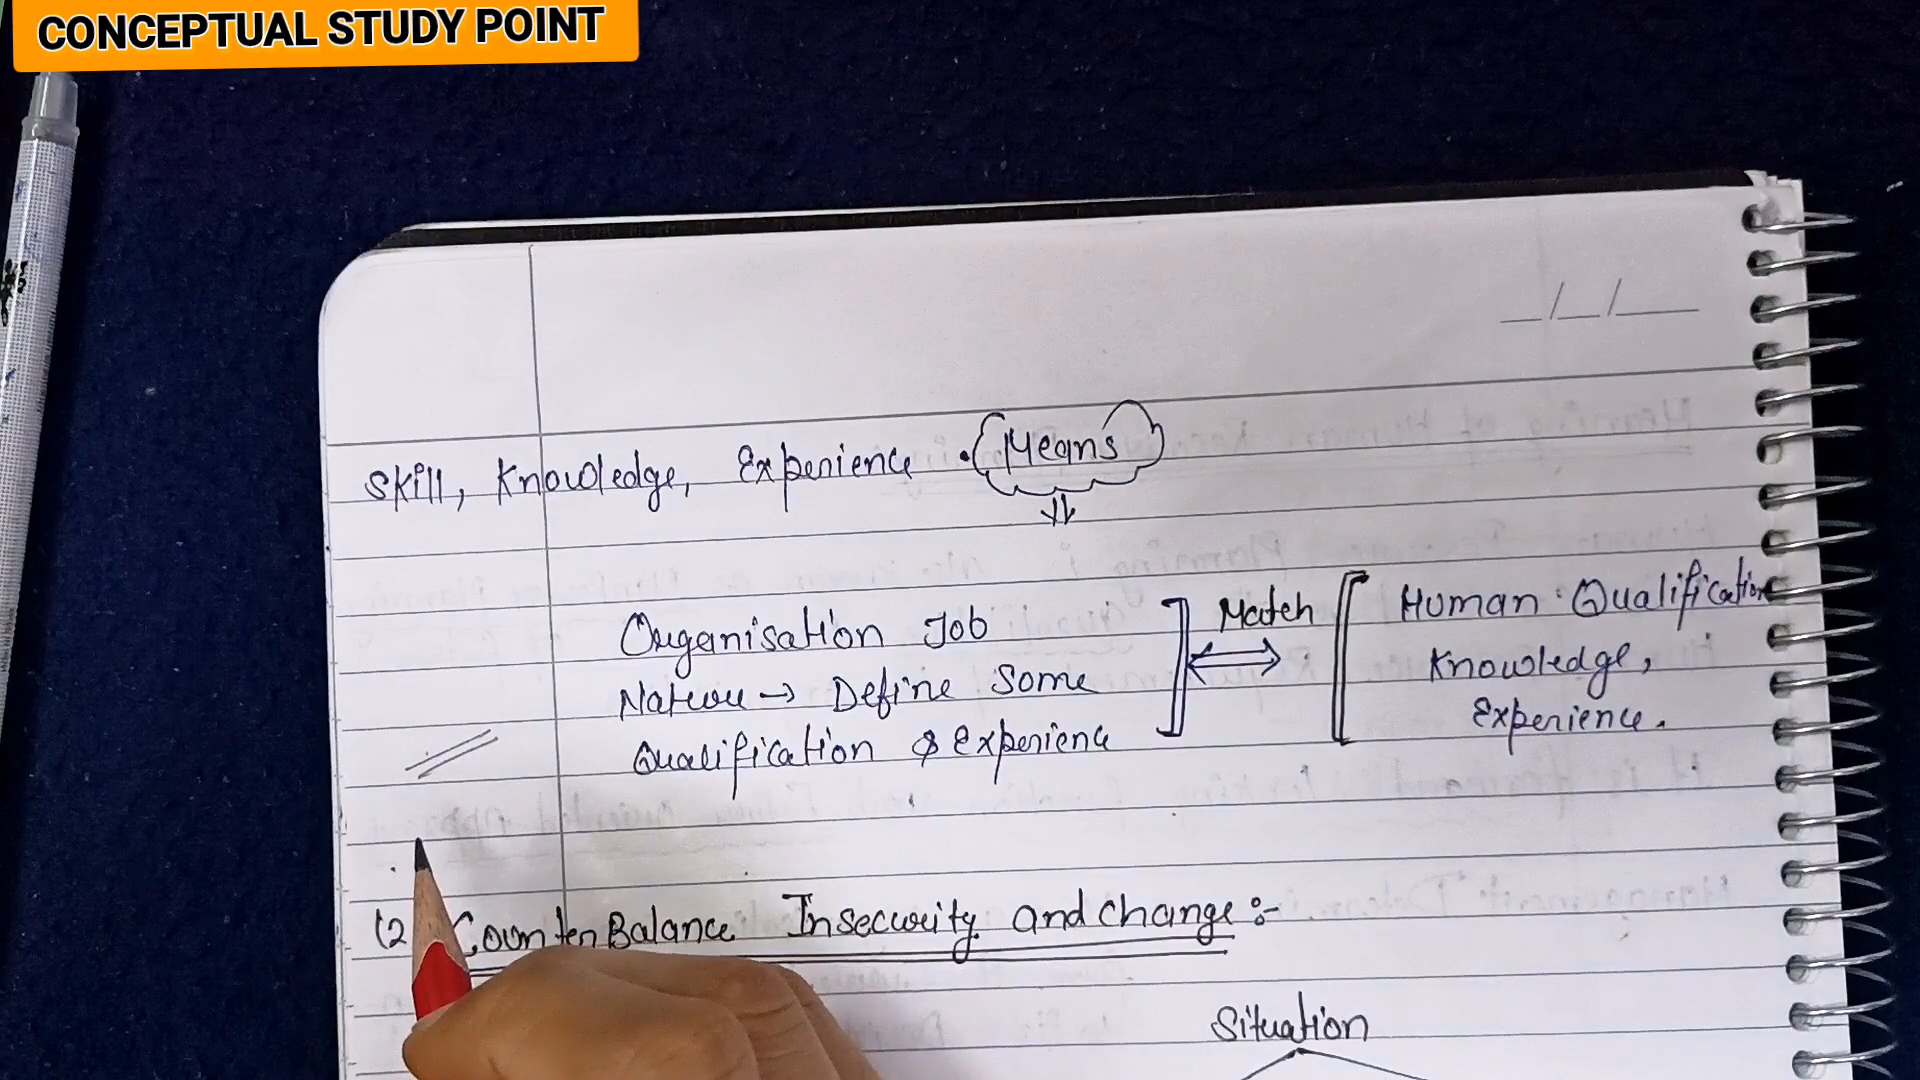 CONCEPTUAL STUDY POINT
Skill, Knowledge, Experience. Means
Organisation Job
Nature → Define Some
Qualification & Experience
Match
Human Qualification
Knowledge,
Experience.
(2 Counter Balance Insecurity and change :-
Situation